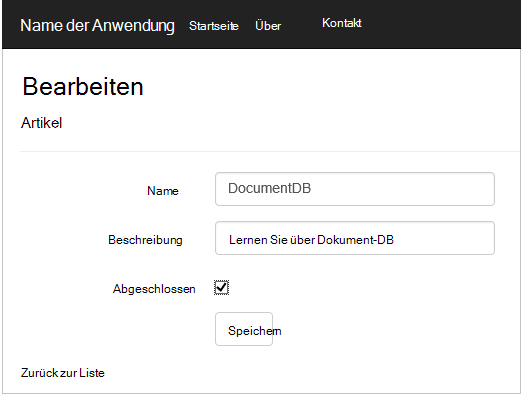 Name der Anwendung Startseite Über Kontakt
Bearbeiten
Artikel
Name DocumentDB
Beschreibung Lernen Sie über Dokument-DB
Abgeschlossen
Speichern
Zurück zur Liste